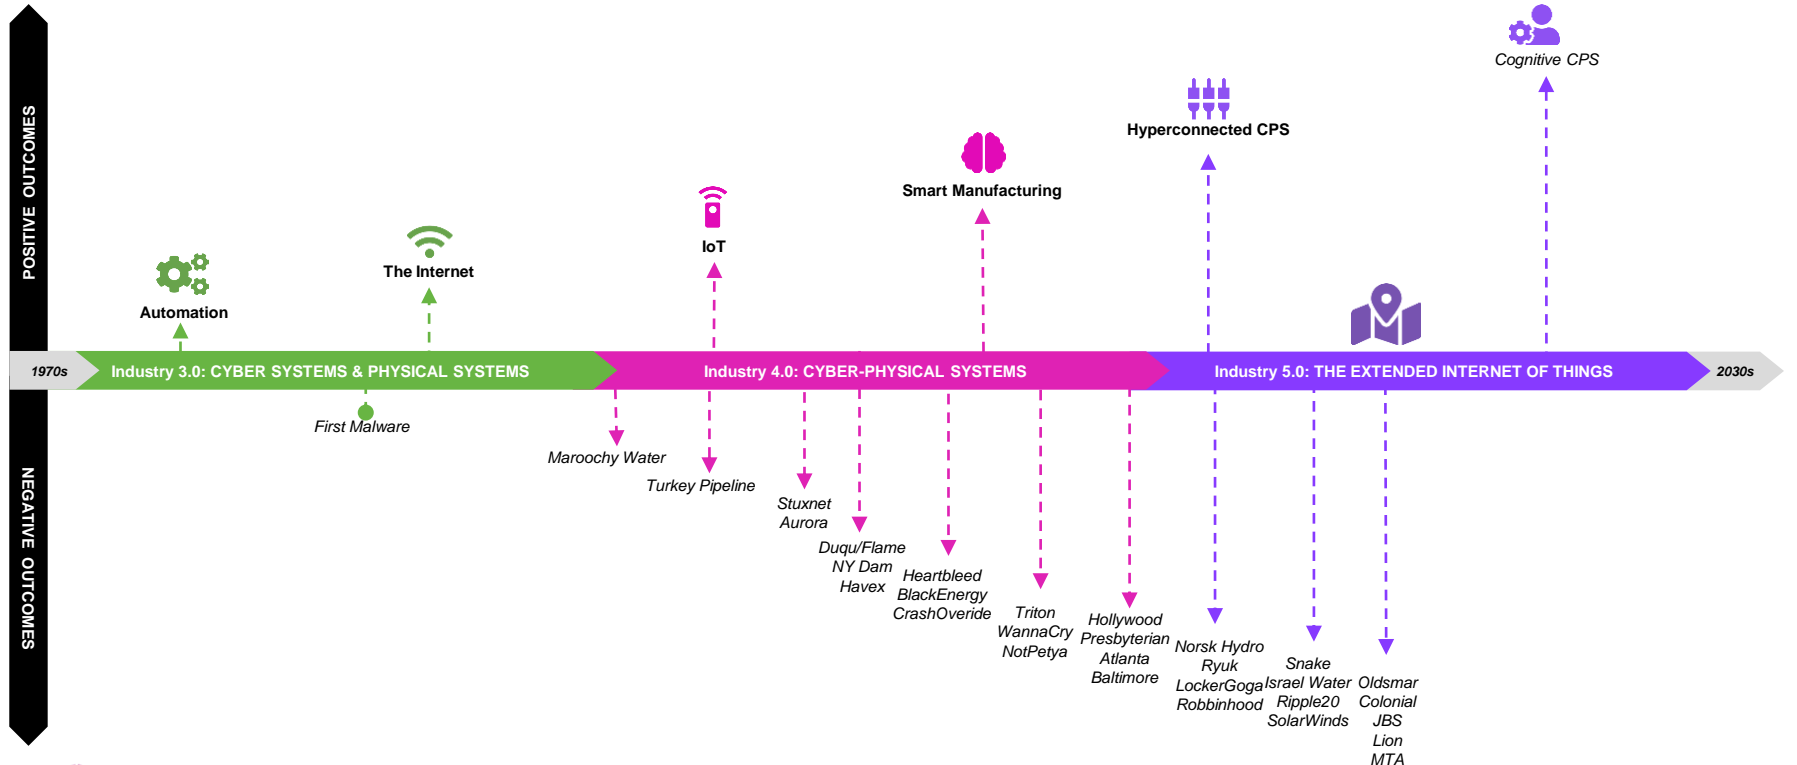 POSITIVE OUTCOMES
NEGATIVE OUTCOMES
Cognitive CPS
Hyperconnected CPS
Smart Manufacturing
IoT
The Internet
Automation
1970s
Industry 3.0: CYBER SYSTEMS & PHYSICAL SYSTEMS
Industry 4.0: CYBER-PHYSICAL SYSTEMS
Industry 5.0: THE EXTENDED INTERNET OF THINGS
2030s
First Malware
Maroochy Water
Turkey Pipeline
Stuxnet
Aurora
Duqu/Flame
NY Dam
Havex
Heartbleed
BlackEnergy
CrashOveride
Triton
WannaCry
NotPetya
Hollywood
Presbyterian
Atlanta
Baltimore
Norsk Hydro
Ryuk
LockerGoga
Robbinhood
Snake
Israel Water
Ripple20
SolarWinds
Oldsmar
Colonial
JBS
Lion
MTA